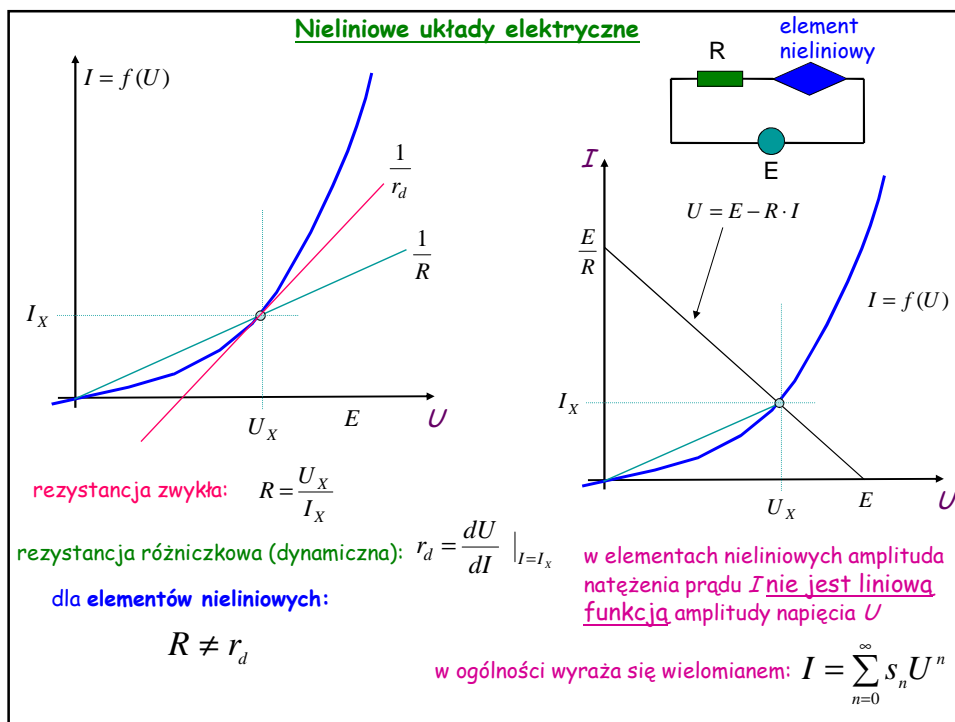 Nieliniowe układy elektryczne
I = f(U)
1/r_d
1/R
I_X
U_X E U
element
nieliniowy
R
E
I
U = E − R · I
E/R
I = f(U)
I_X
U_X E U
rezystancja zwykła: R = U_X/I_X
rezystancja różniczkowa (dynamiczna): r_d = dU/dI |_{I=I_X}
dla elementów nieliniowych:
R ≠ r_d
w elementach nieliniowych amplituda
natężenia prądu I nie jest liniową
funkcją amplitudy napięcia U
w ogólności wyraża się wielomianem: I = ∑_{n=0}^{∞} s_n U^n